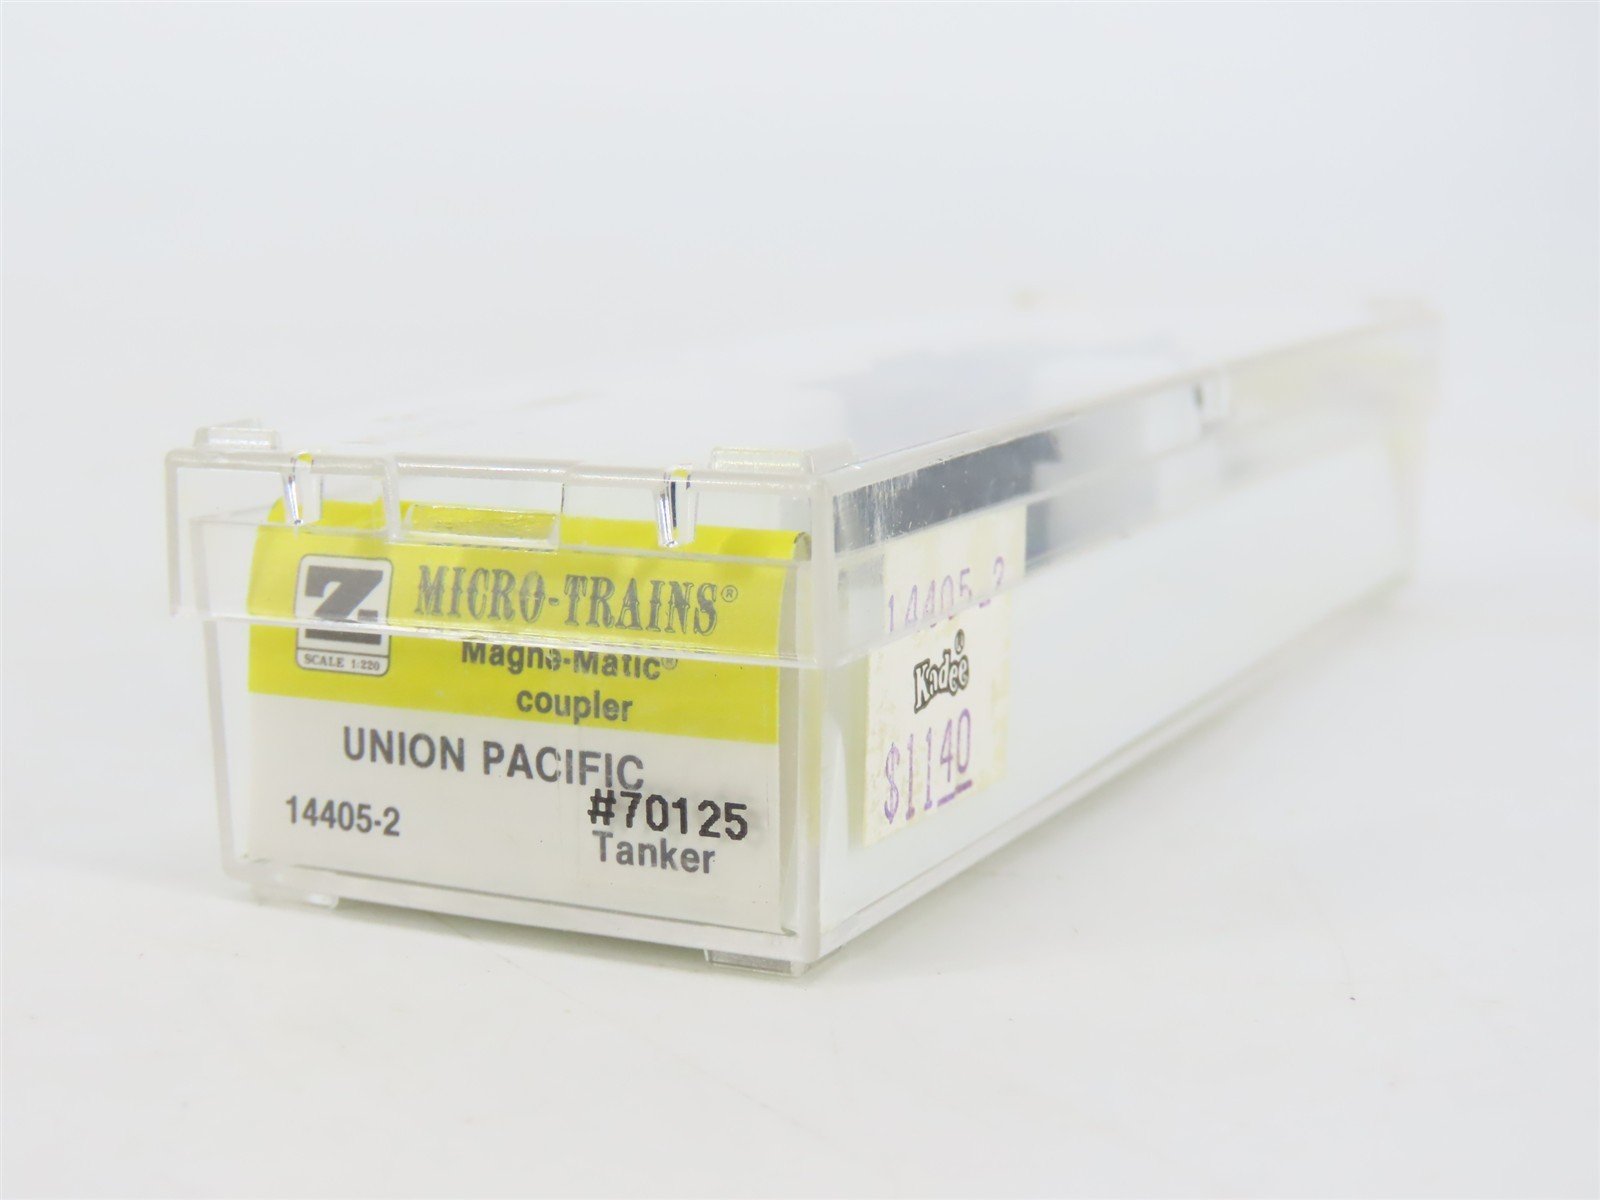 Z
SCALE 1:220
MICRO-TRAINS®
Magne-Matic®
coupler
UNION PACIFIC
14405-2
#70125
Tanker
14405 2
Kadee®
$11 40